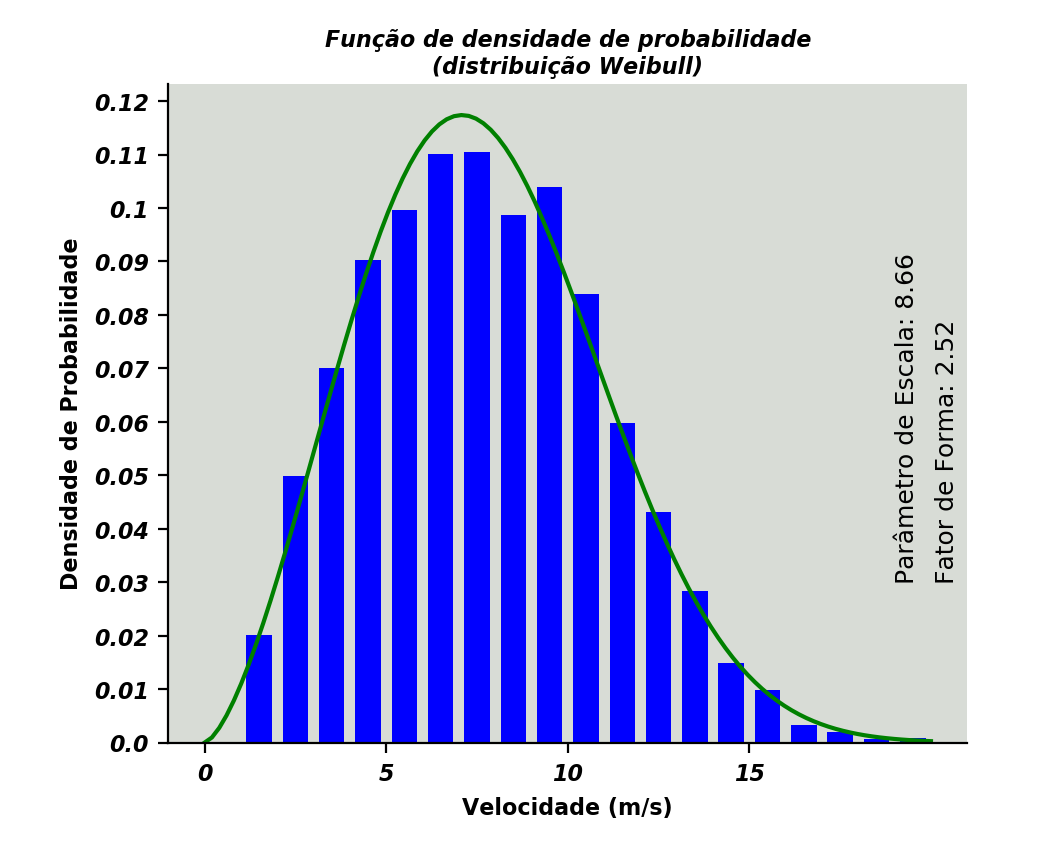 Função de densidade de probabilidade
(distribuição Weibull)
0.12
0.11
0.1
0.09
0.08
0.07
0.06
0.05
0.04
0.03
0.02
0.01
0.0
Densidade de Probabilidade
Parâmetro de Escala: 8.66
Fator de Forma: 2.52
0 5 10 15
Velocidade (m/s)